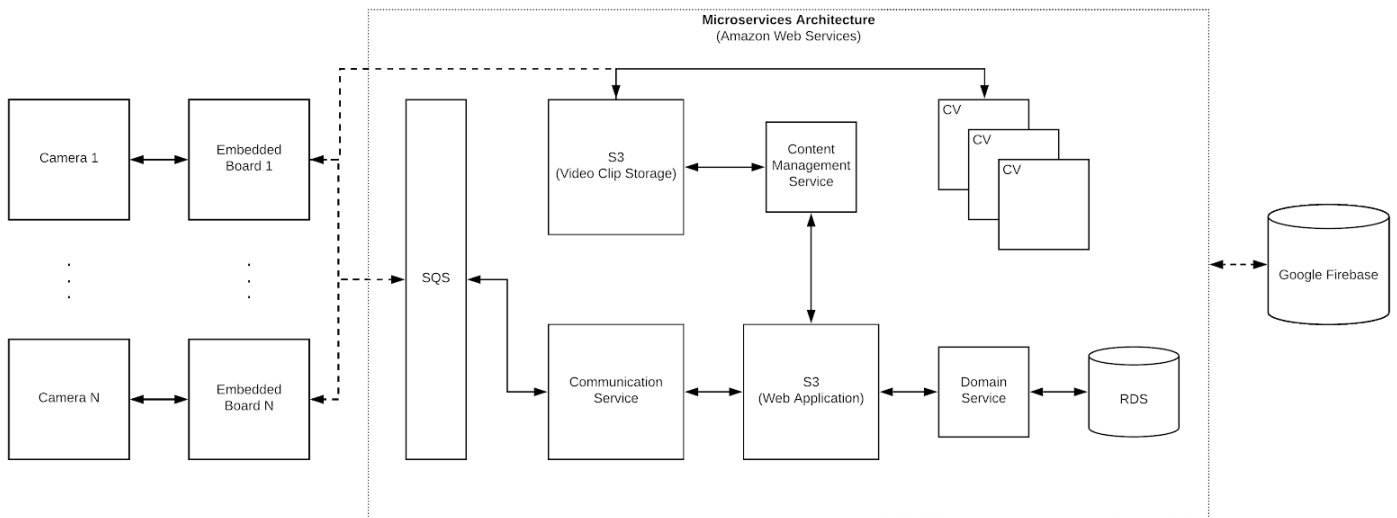 Microservices Architecture
(Amazon Web Services)
Camera 1
Embedded
Board 1
SQS
S3
(Video Clip Storage)
Content
Management
Service
CV
CV
CV
Google Firebase
Camera N
Embedded
Board N
Communication
Service
S3
(Web Application)
Domain
Service
RDS